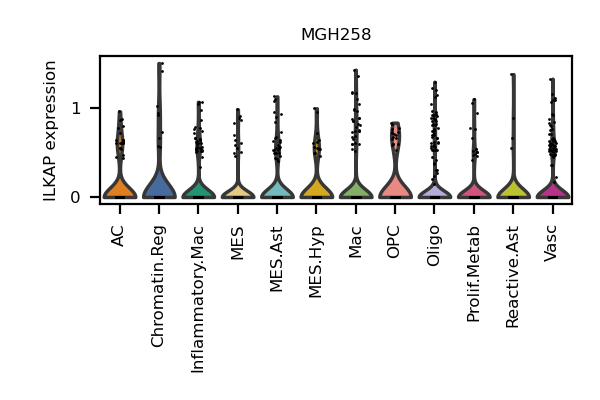 MGH258
ILKAP expression
1
0
AC
Chromatin.Reg
Inflammatory.Mac
MES
MES.Ast
MES.Hyp
Mac
OPC
Oligo
Prolif.Metab
Reactive.Ast
Vasc